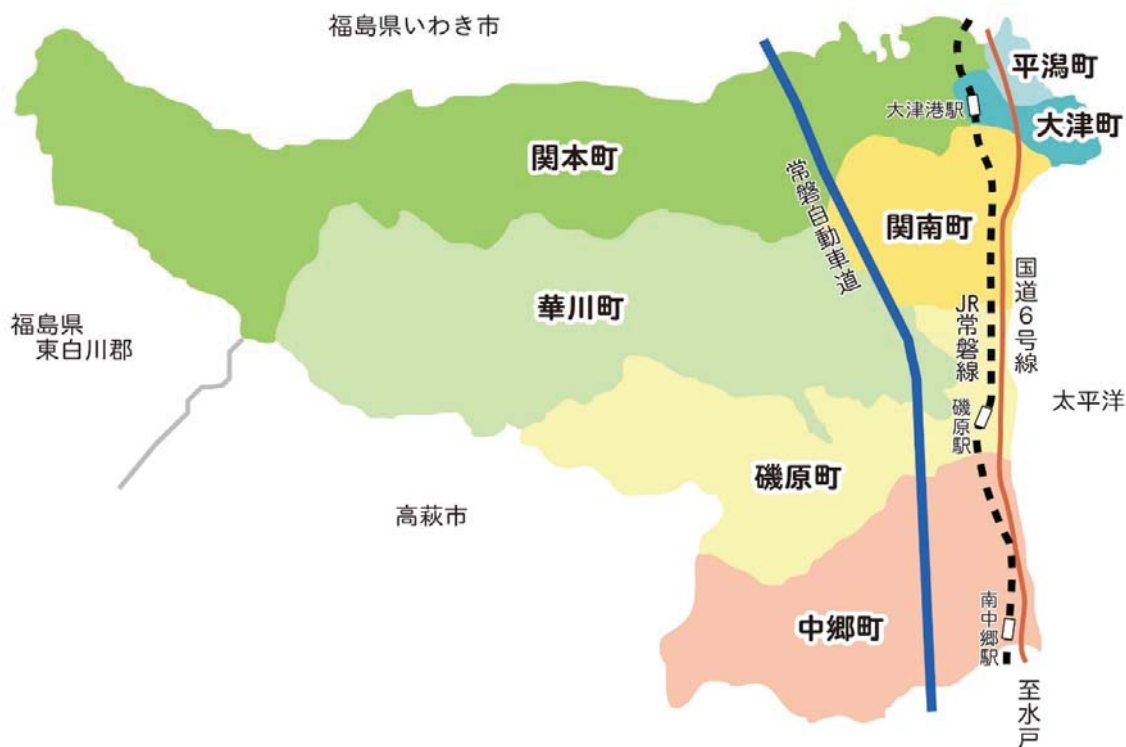 福島県いわき市
平潟町
大津港駅
大津町
関本町
常磐自動車道
関南町
華川町
国道6号線
JR常磐線
福島県
東白川郡
太平洋
磯原駅
磯原町
高萩市
南中郷駅
中郷町
至水戸